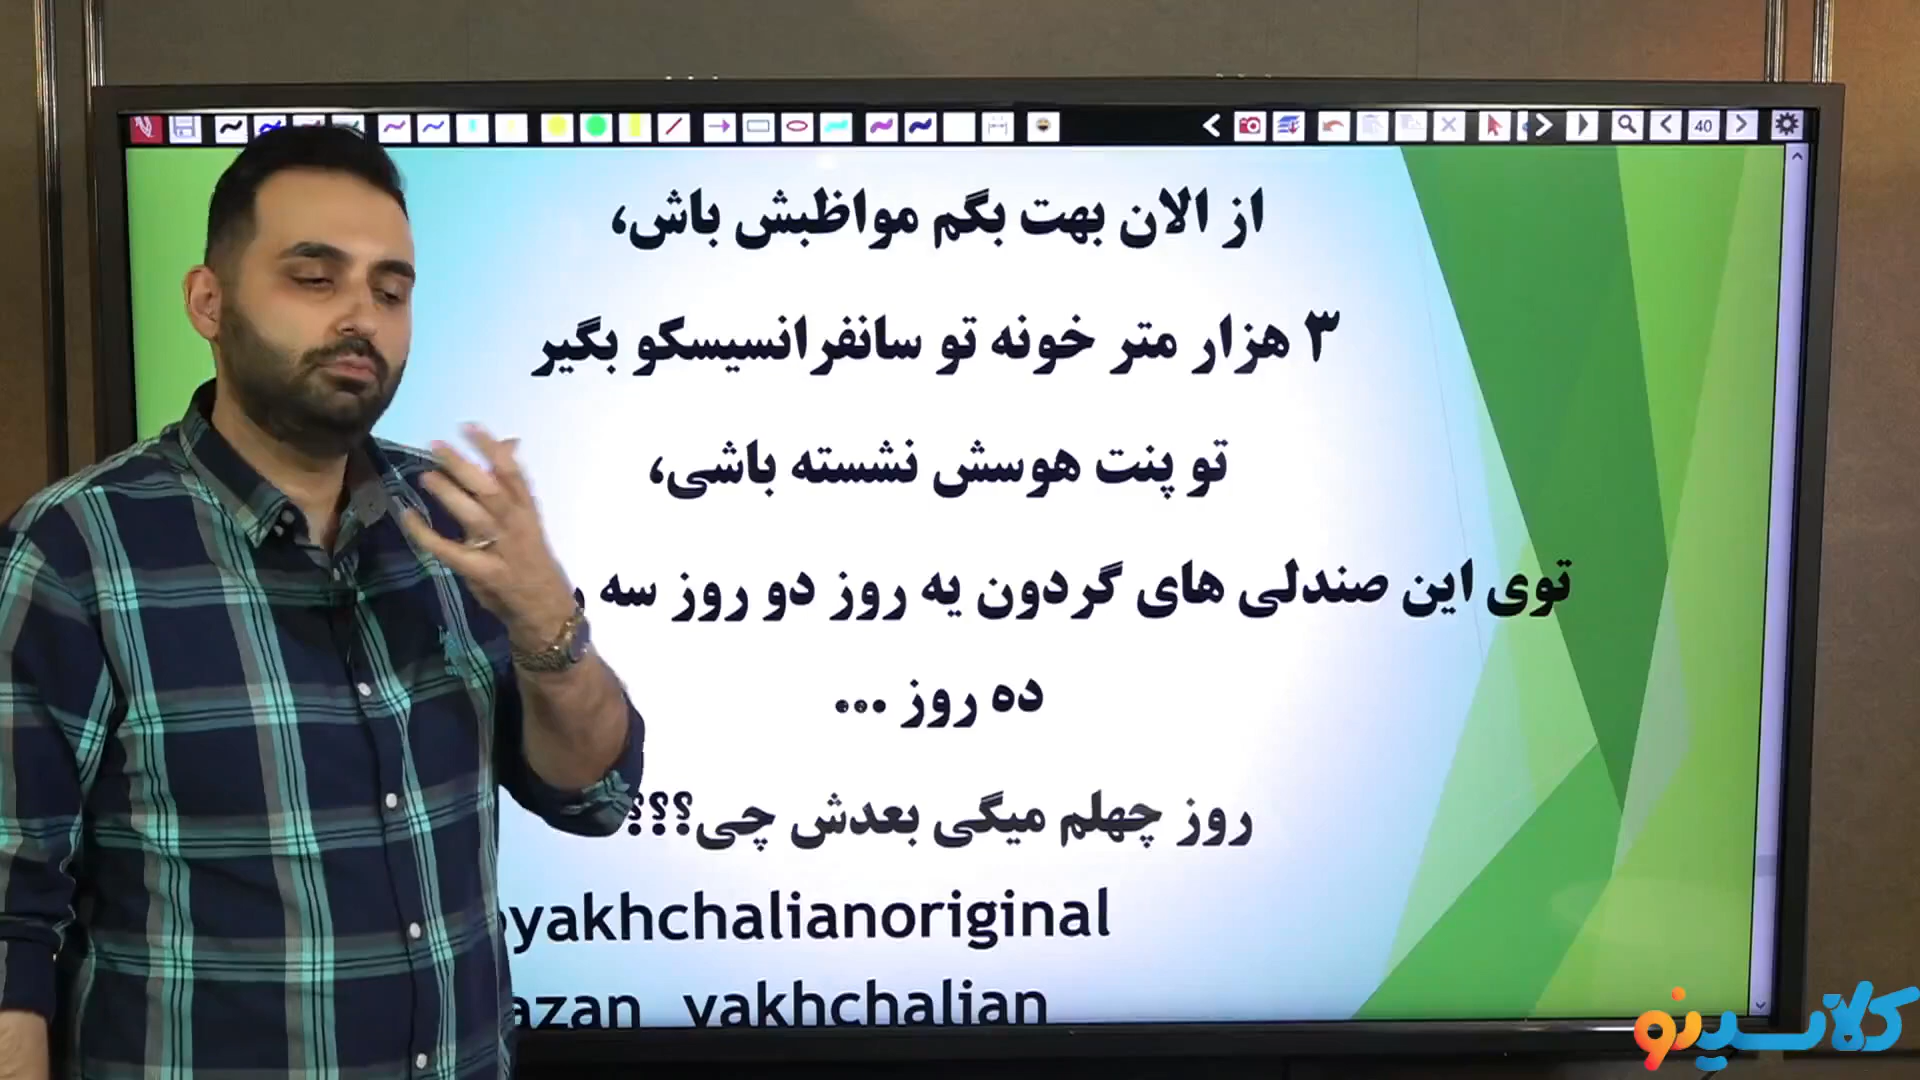 40
از الان بهت بگم مواظبش باش،
۳ هزار متر خونه تو سانفرانسیسکو بگیر
تو پنت هوسش نشسته باشی،
توی این صندلی های گردون یه روز دو روز سه
ده روز ...
روز چهلم میگی بعدش چی؟؟؟
yakhchalianoriginal
azan_yakhchalian
کلاسینو